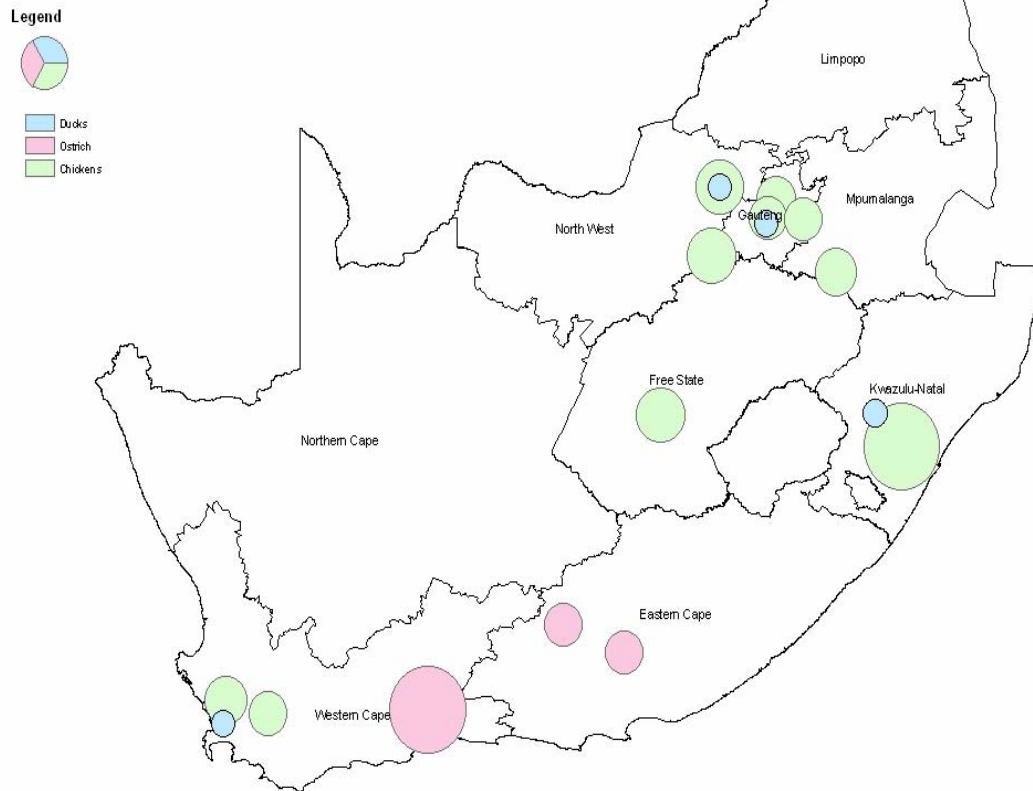 Legend
Ducks
Ostrich
Chickens
Limpopo
Mpumalanga
North West
Gauteng
Free State
Kwazulu-Natal
Northern Cape
Eastern Cape
Western Cape